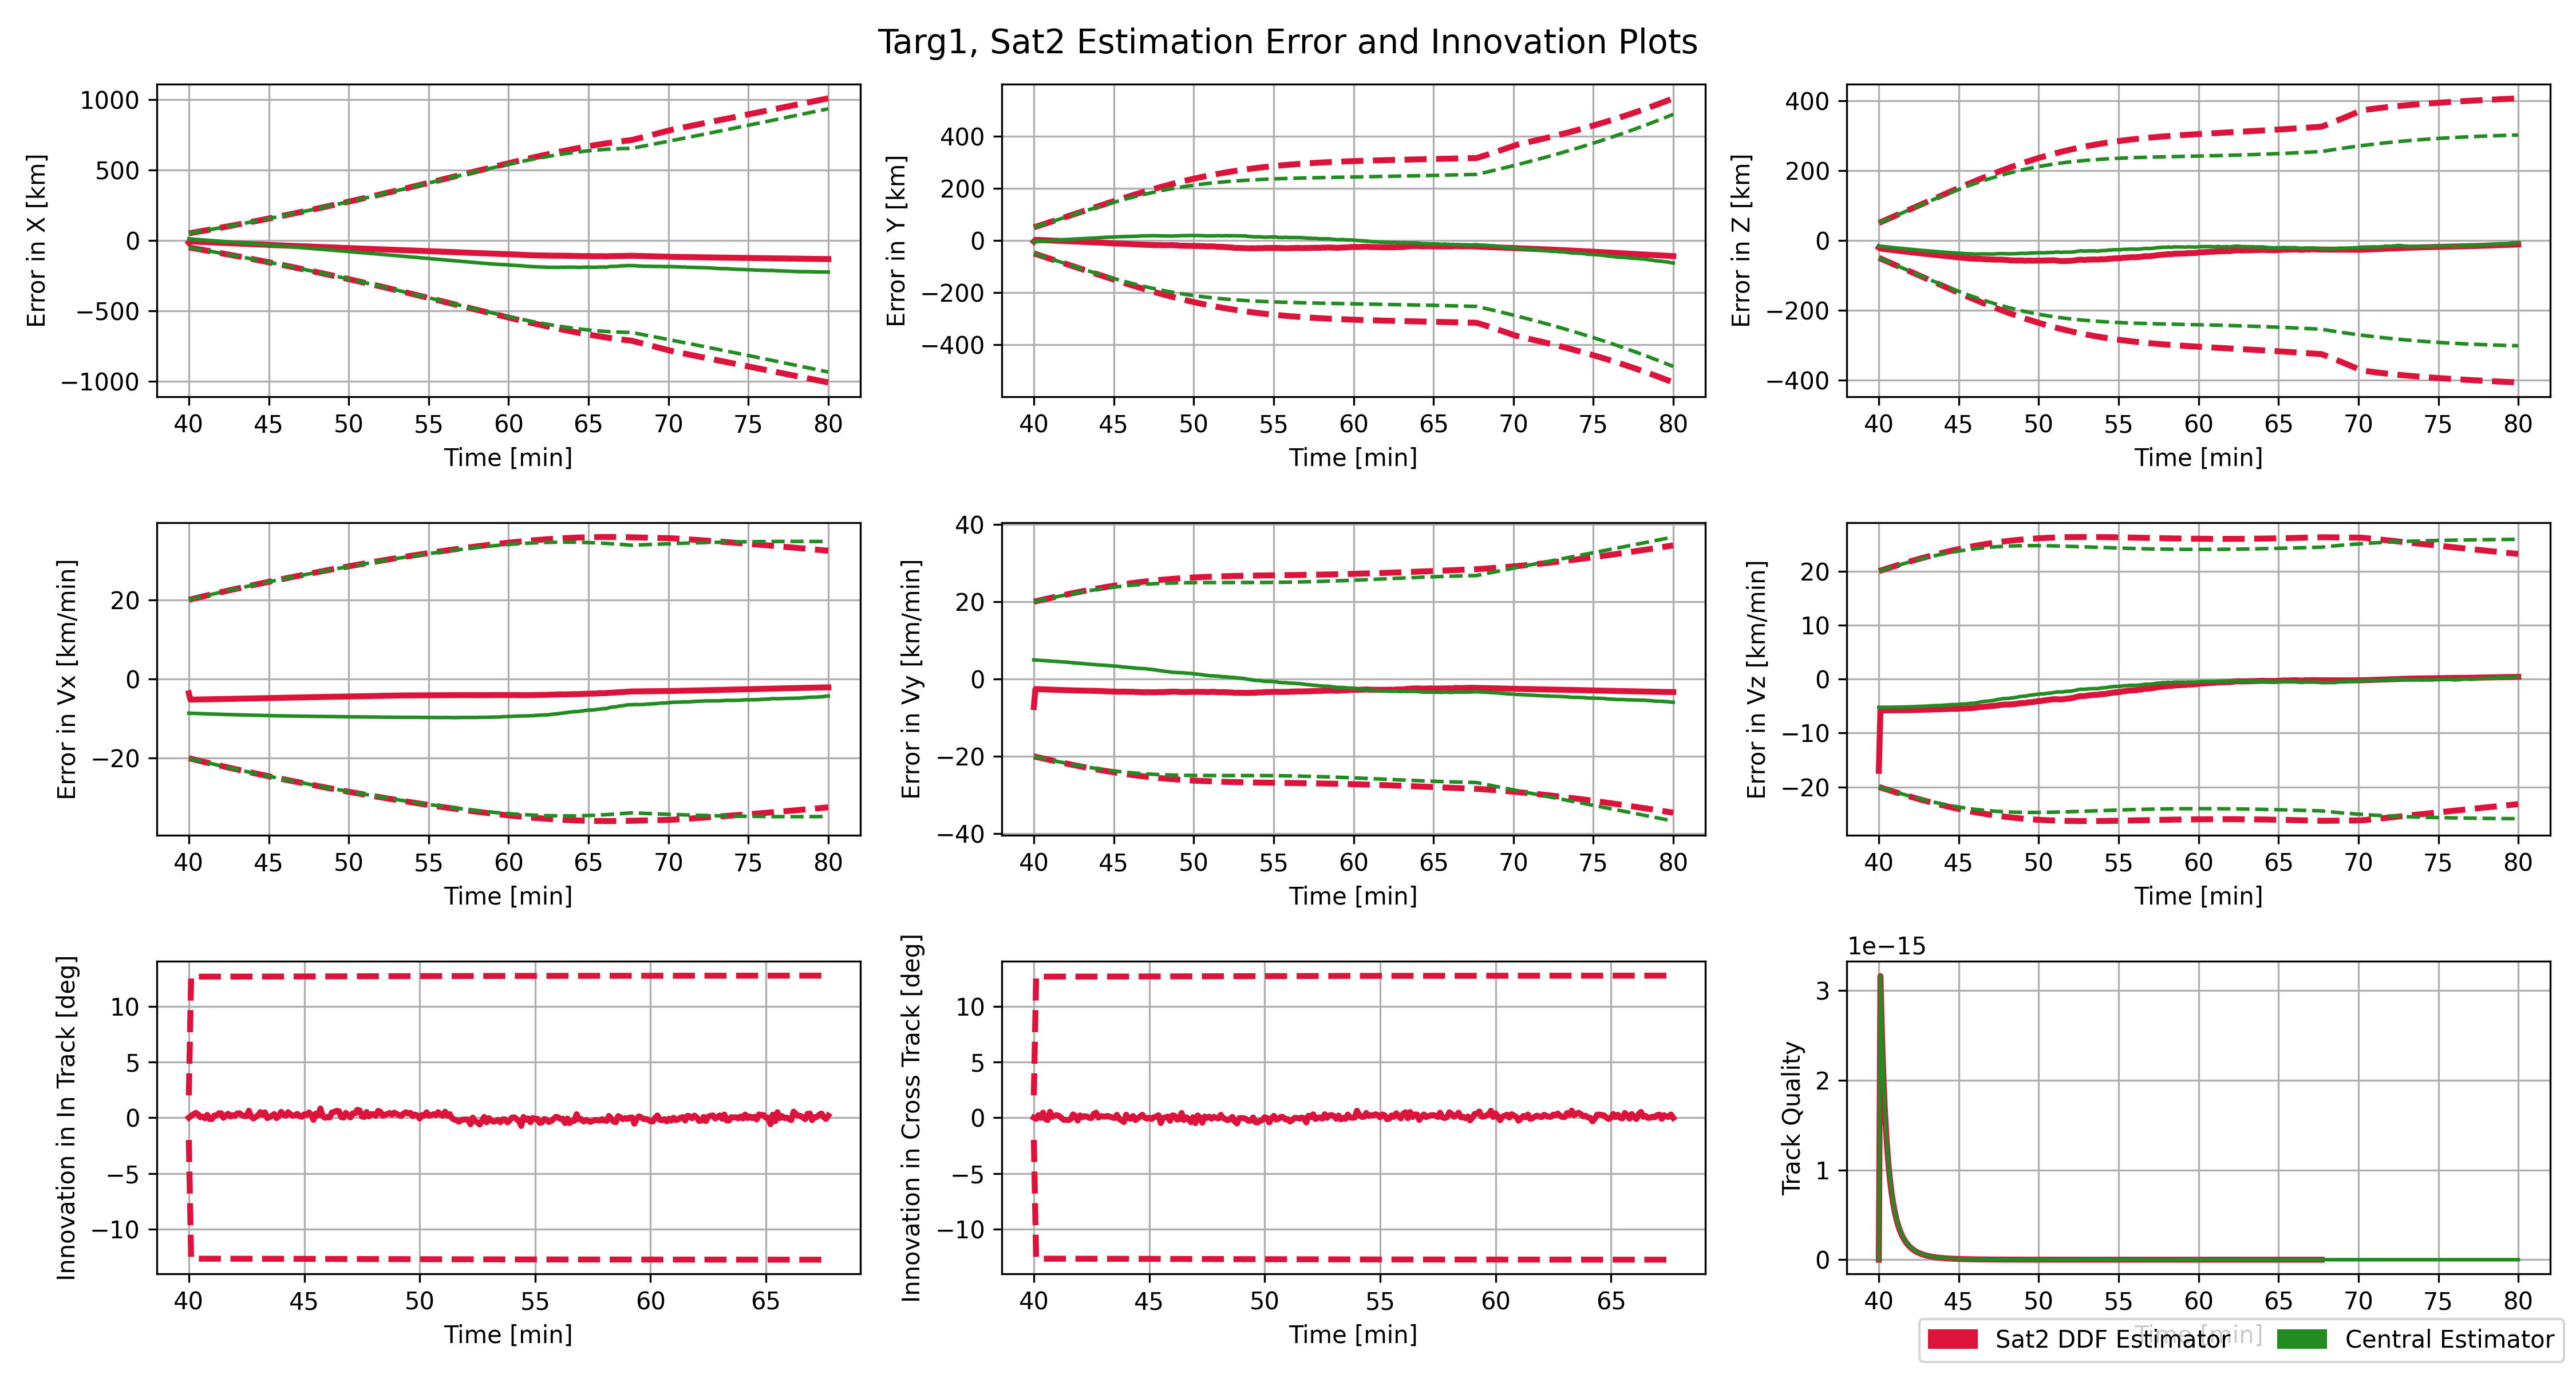 Targ1, Sat2 Estimation Error and Innovation Plots
Error in X [km]
1000
500
0
−500
−1000
40 45 50 55 60 65 70 75 80
Time [min]
Error in Y [km]
400
200
0
−200
−400
40 45 50 55 60 65 70 75 80
Time [min]
Error in Z [km]
400
200
0
−200
−400
40 45 50 55 60 65 70 75 80
Time [min]
Error in Vx [km/min]
20
0
−20
40 45 50 55 60 65 70 75 80
Time [min]
Error in Vy [km/min]
40
20
0
−20
−40
40 45 50 55 60 65 70 75 80
Time [min]
Error in Vz [km/min]
20
10
0
−10
−20
40 45 50 55 60 65 70 75 80
Time [min]
Innovation in In Track [deg]
10
5
0
−5
−10
40 45 50 55 60 65
Time [min]
Innovation in Cross Track [deg]
10
5
0
−5
−10
40 45 50 55 60 65
Time [min]
1e−15
Track Quality
3
2
1
0
40 45 50 55 60 65 70 75 80
Time [min]
Sat2 DDF Estimator
Central Estimator